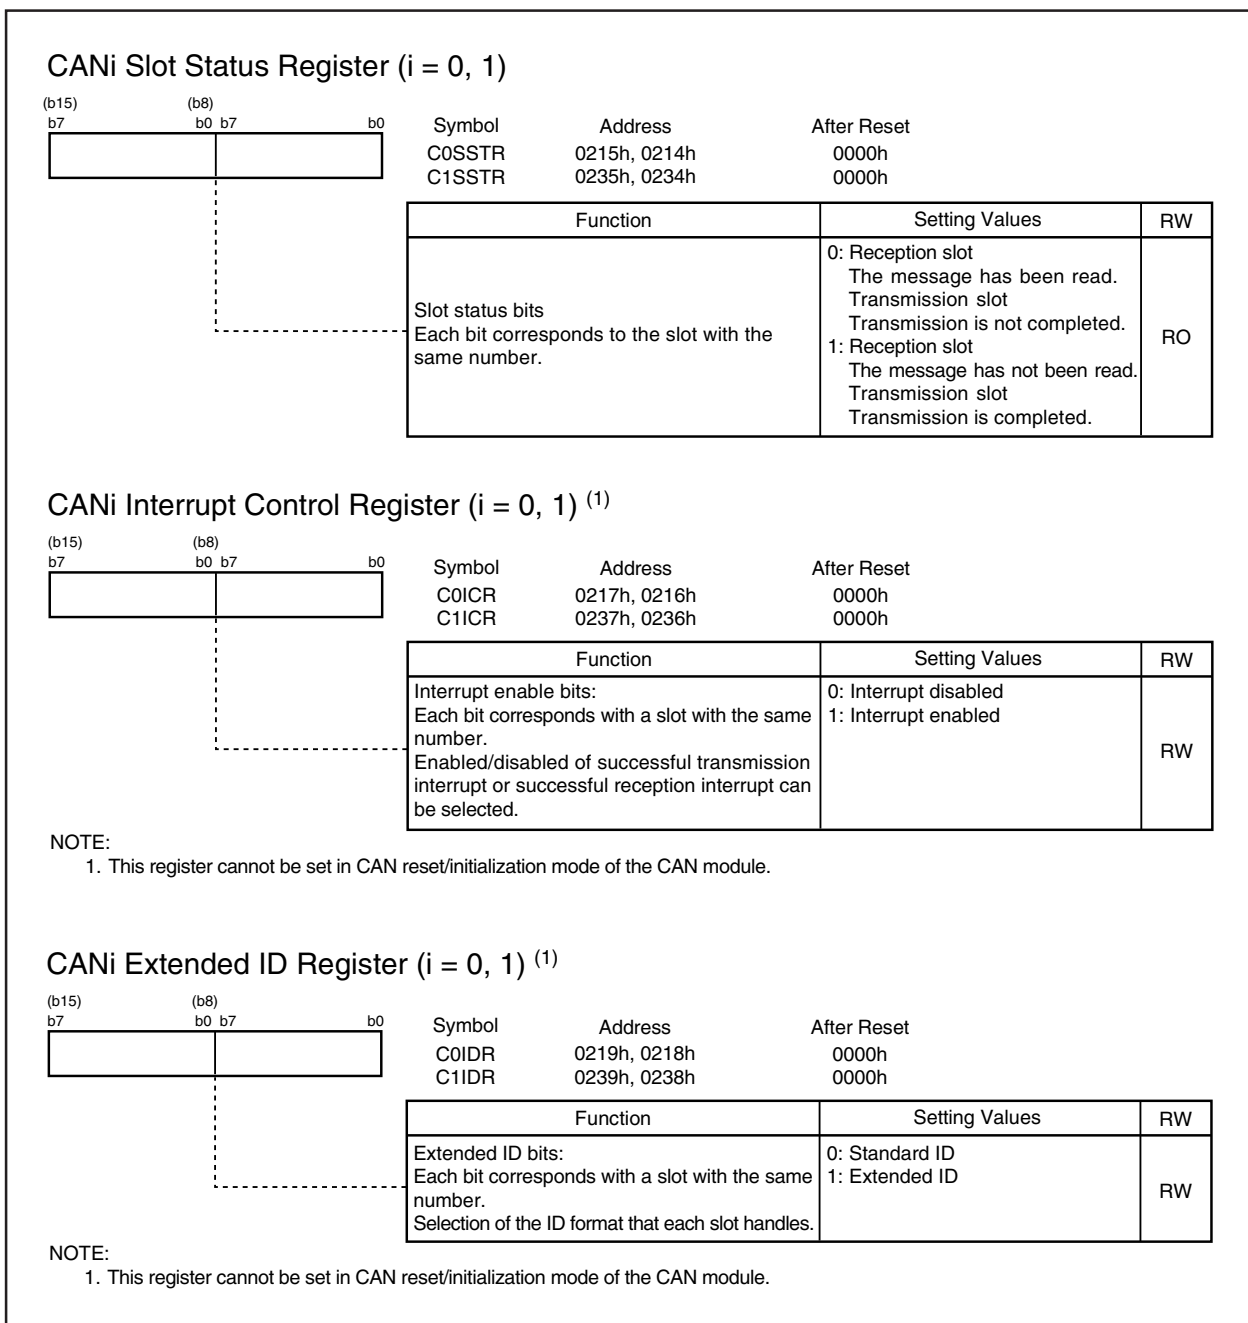 CANi Slot Status Register (i = 0, 1)
(b15) (b8)
b7 b0 b7 b0
Symbol Address After Reset
C0SSTR 0215h, 0214h 0000h
C1SSTR 0235h, 0234h 0000h
Function Setting Values RW
Slot status bits
Each bit corresponds to the slot with the
same number.
0: Reception slot
The message has been read.
Transmission slot
Transmission is not completed.
1: Reception slot
The message has not been read.
Transmission slot
Transmission is completed.
RO
CANi Interrupt Control Register (i = 0, 1) (1)
(b15) (b8)
b7 b0 b7 b0
Symbol Address After Reset
C0ICR 0217h, 0216h 0000h
C1ICR 0237h, 0236h 0000h
Function Setting Values RW
Interrupt enable bits:
Each bit corresponds with a slot with the same
number.
Enabled/disabled of successful transmission
interrupt or successful reception interrupt can
be selected.
0: Interrupt disabled
1: Interrupt enabled
RW
NOTE:
1. This register cannot be set in CAN reset/initialization mode of the CAN module.
CANi Extended ID Register (i = 0, 1) (1)
(b15) (b8)
b7 b0 b7 b0
Symbol Address After Reset
C0IDR 0219h, 0218h 0000h
C1IDR 0239h, 0238h 0000h
Function Setting Values RW
Extended ID bits:
Each bit corresponds with a slot with the same
number.
Selection of the ID format that each slot handles.
0: Standard ID
1: Extended ID
RW
NOTE:
1. This register cannot be set in CAN reset/initialization mode of the CAN module.